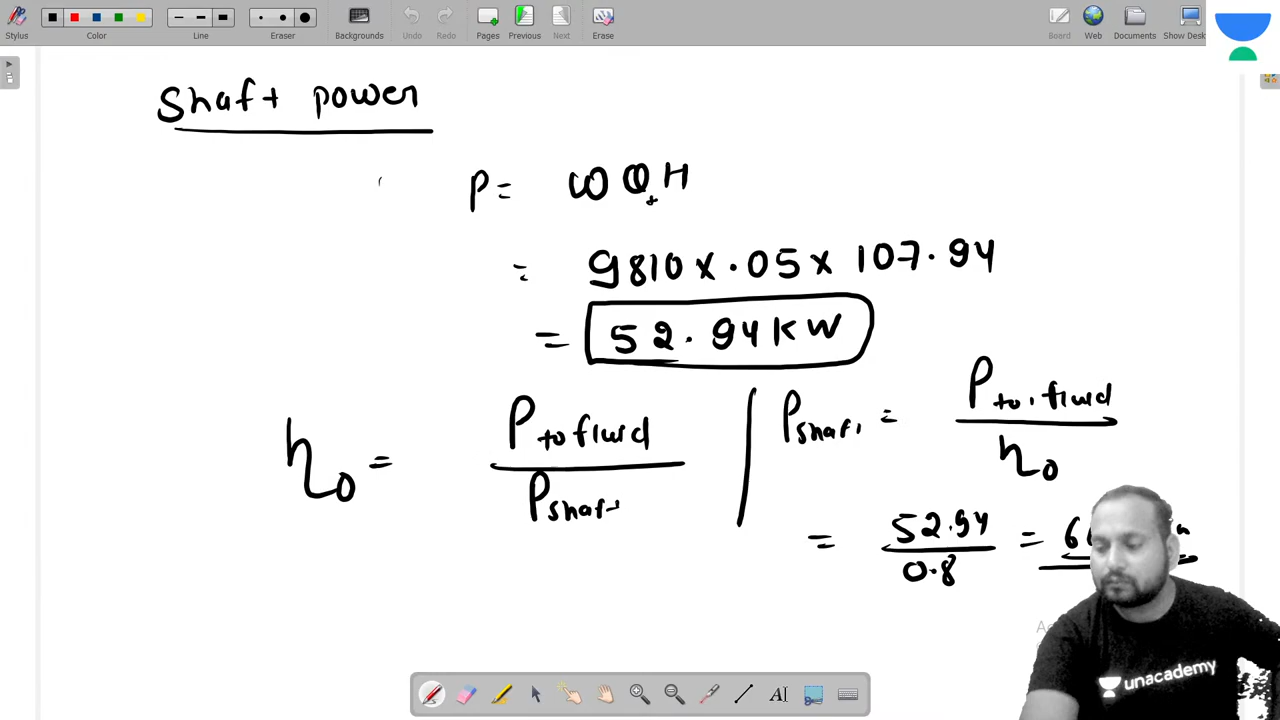 Stylus Color Line Eraser Backgrounds Undo Redo Pages Previous Next Erase Board Web Documents Show Desk
Shaft power
P = ω Q H
= 9810 × .05 × 107.94
= 52.94 KW
η0 = P to fluid / P shaft
P shaft = P to fluid / η0
= 52.94 / 0.8 =
AI
unacademy